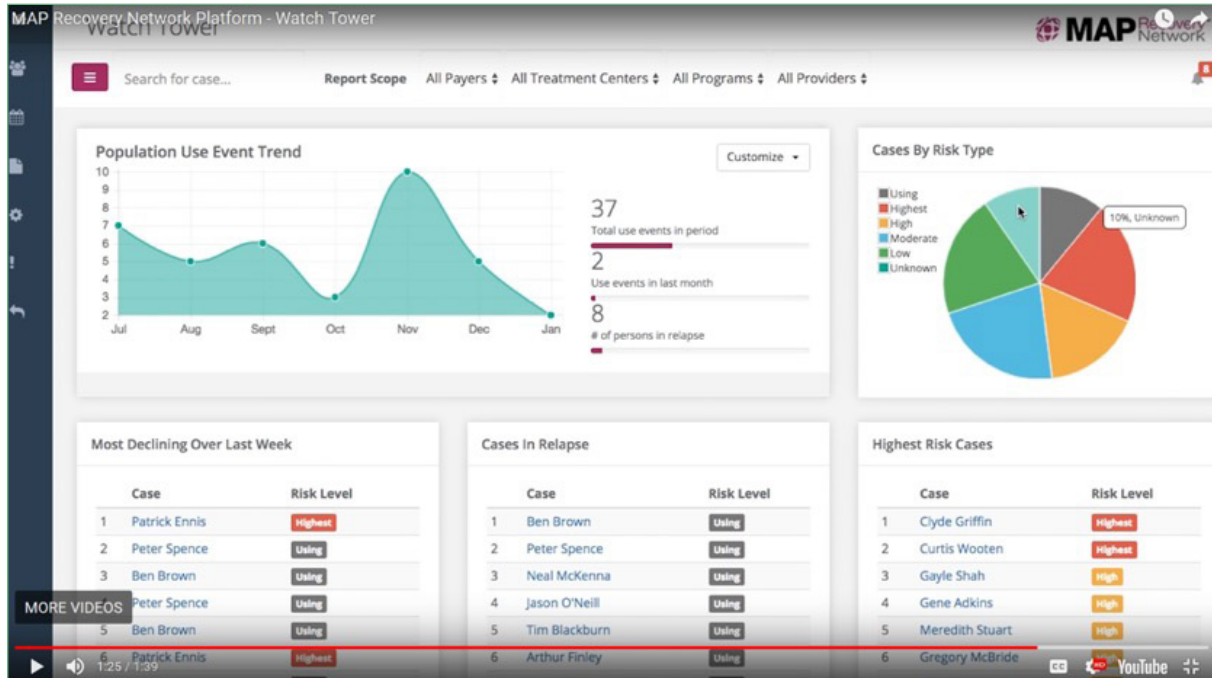 MAP Recovery Network Platform - Watch Tower
Watch Tower
MAP Recovery Network
Search for case...
Report Scope All Payers All Treatment Centers All Programs All Providers
8
Population Use Event Trend
Customize
10
9
8
7
6
5
4
3
2
Jul Aug Sept Oct Nov Dec Jan
37
Total use events in period
2
Use events in last month
8
# of persons in relapse
Cases By Risk Type
Using
Highest
High
Moderate
Low
Unknown
10%, Unknown
Most Declining Over Last Week
Case Risk Level
1 Patrick Ennis Highest
2 Peter Spence Using
3 Ben Brown Using
Peter Spence Using
5 Ben Brown Using
6 Patrick Ennis Highest
Cases In Relapse
Case Risk Level
1 Ben Brown Using
2 Peter Spence Using
3 Neal McKenna Using
4 Jason O'Neill Using
5 Tim Blackburn Using
6 Arthur Finley Using
Highest Risk Cases
Case Risk Level
1 Clyde Griffin Highest
2 Curtis Wooten Highest
3 Gayle Shah High
4 Gene Adkins High
5 Meredith Stuart High
6 Gregory McBride High
MORE VIDEOS
1:25 / 1:39
CC HD YouTube